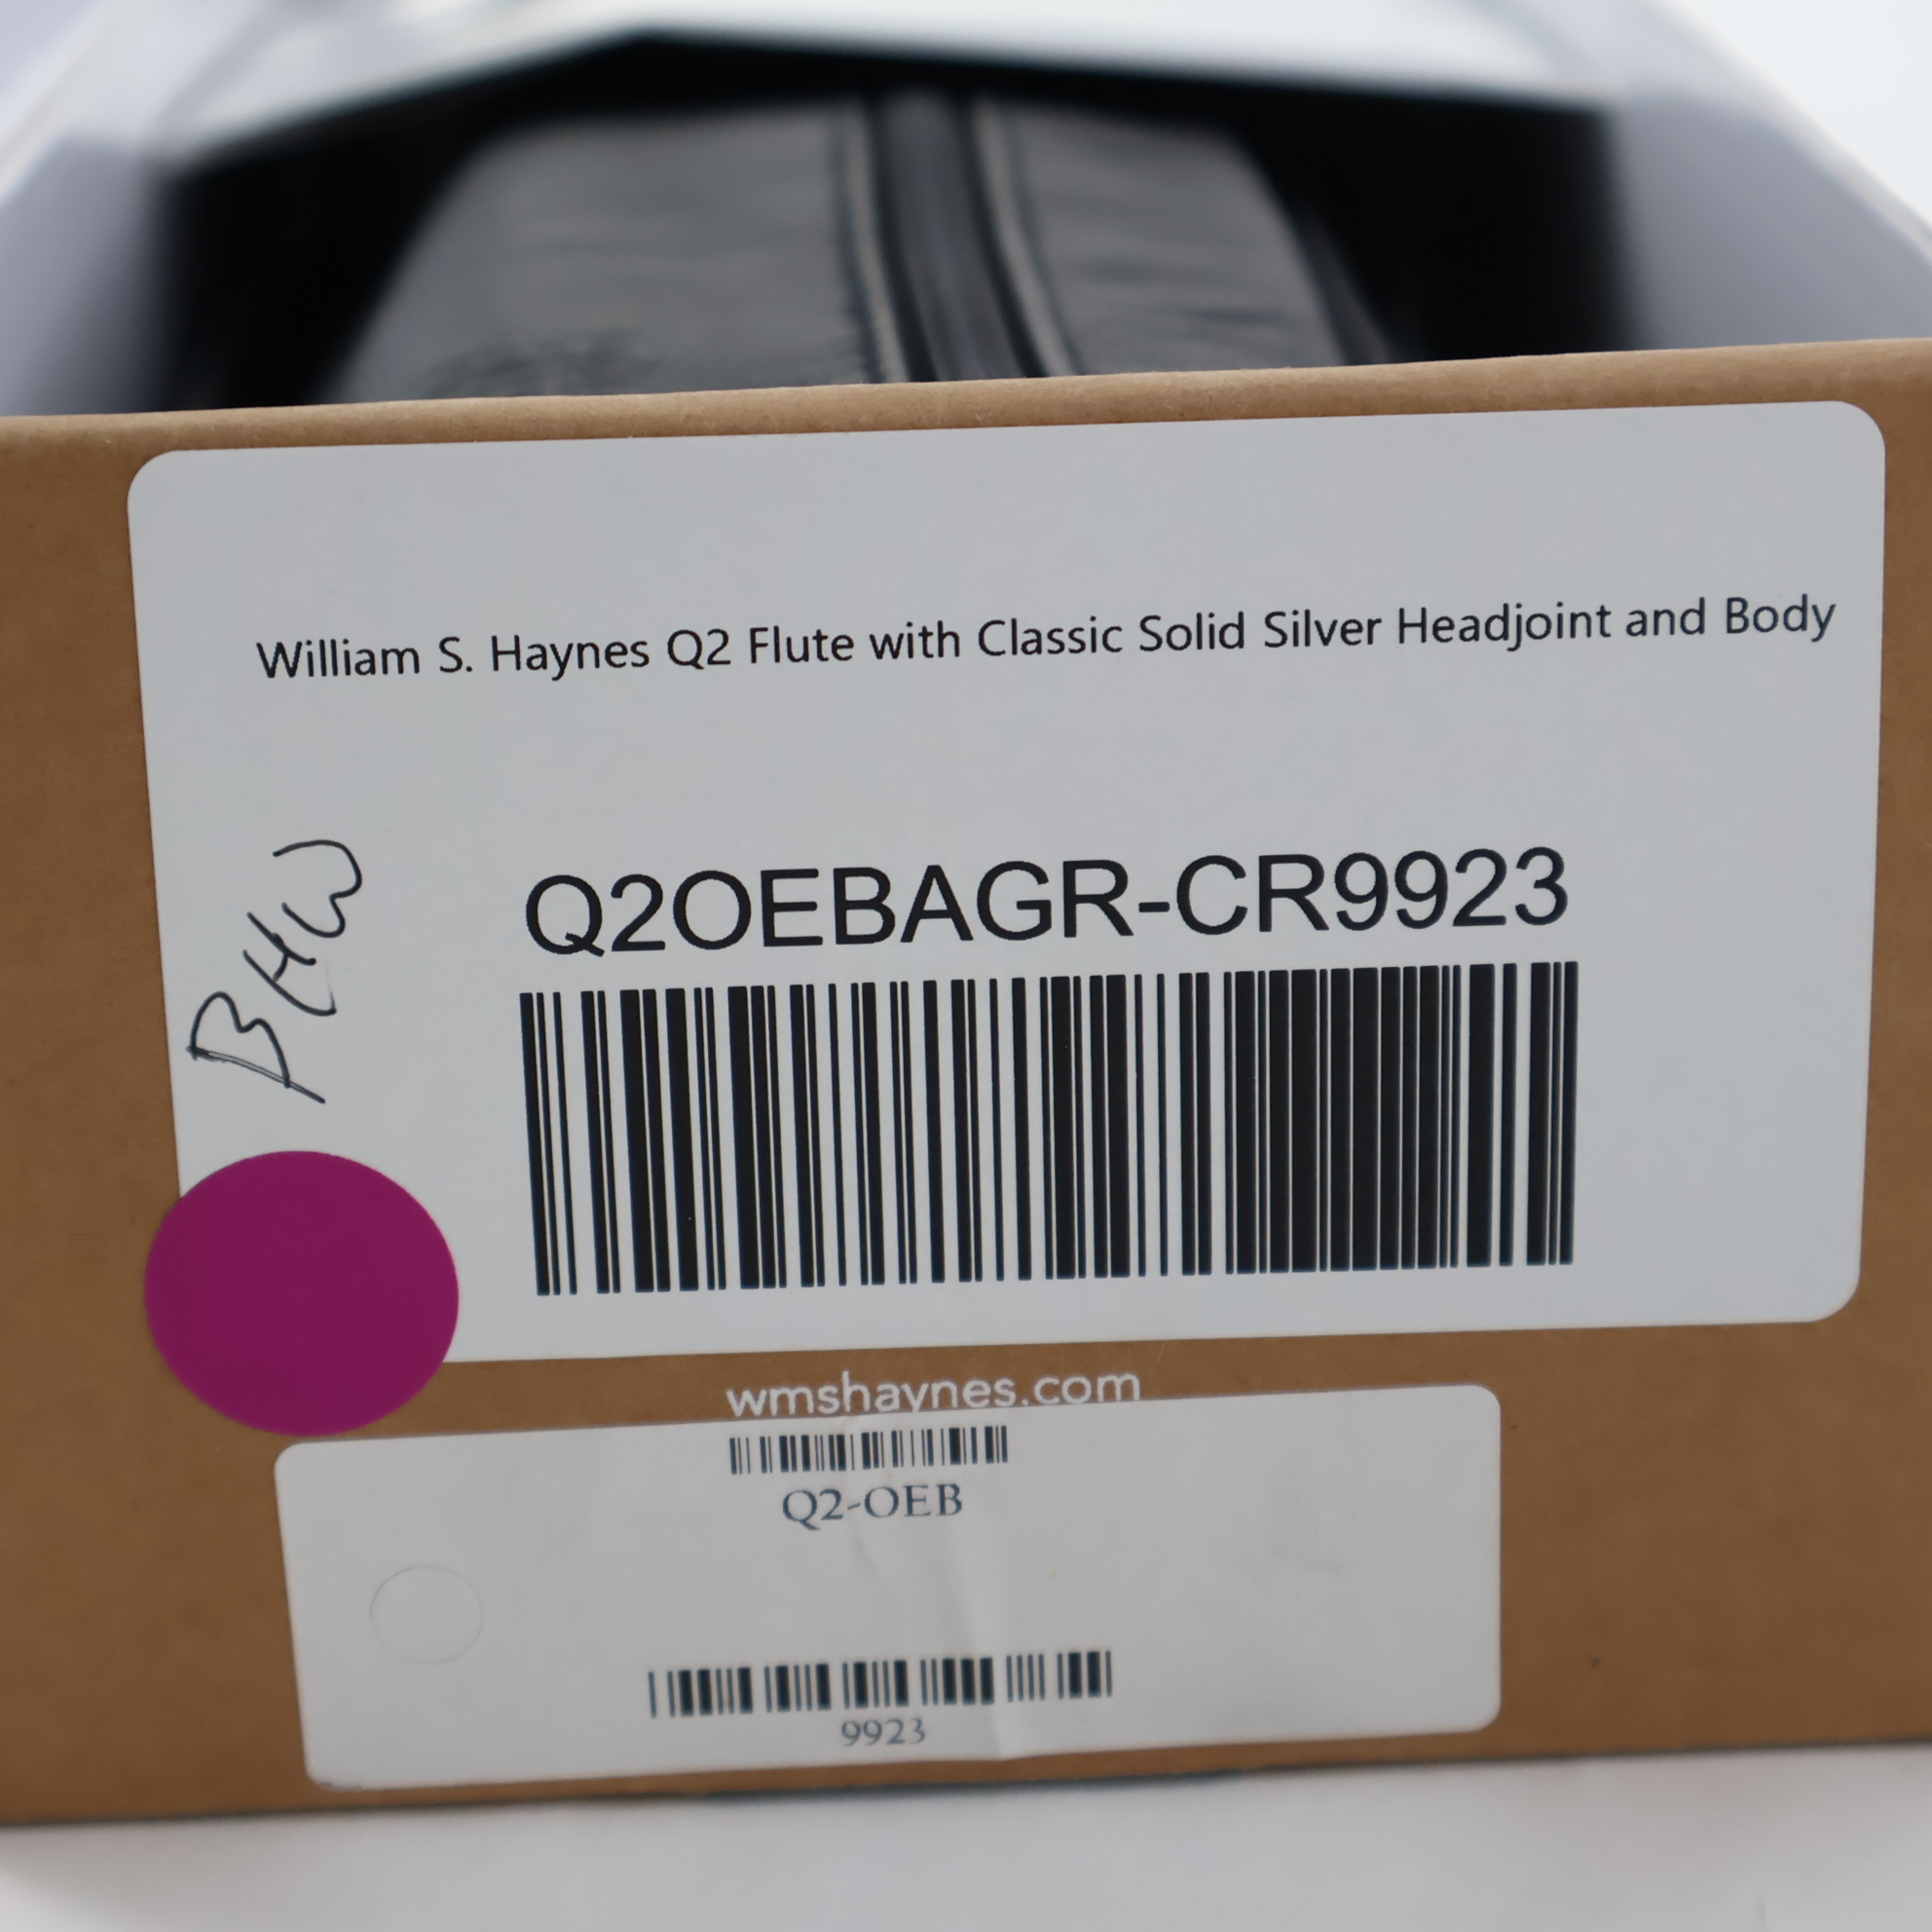 William S. Haynes Q2 Flute with Classic Solid Silver Headjoint and Body
Q2OEBAGR-CR9923
BHW
wmshaynes.com
Q2-OEB
9923